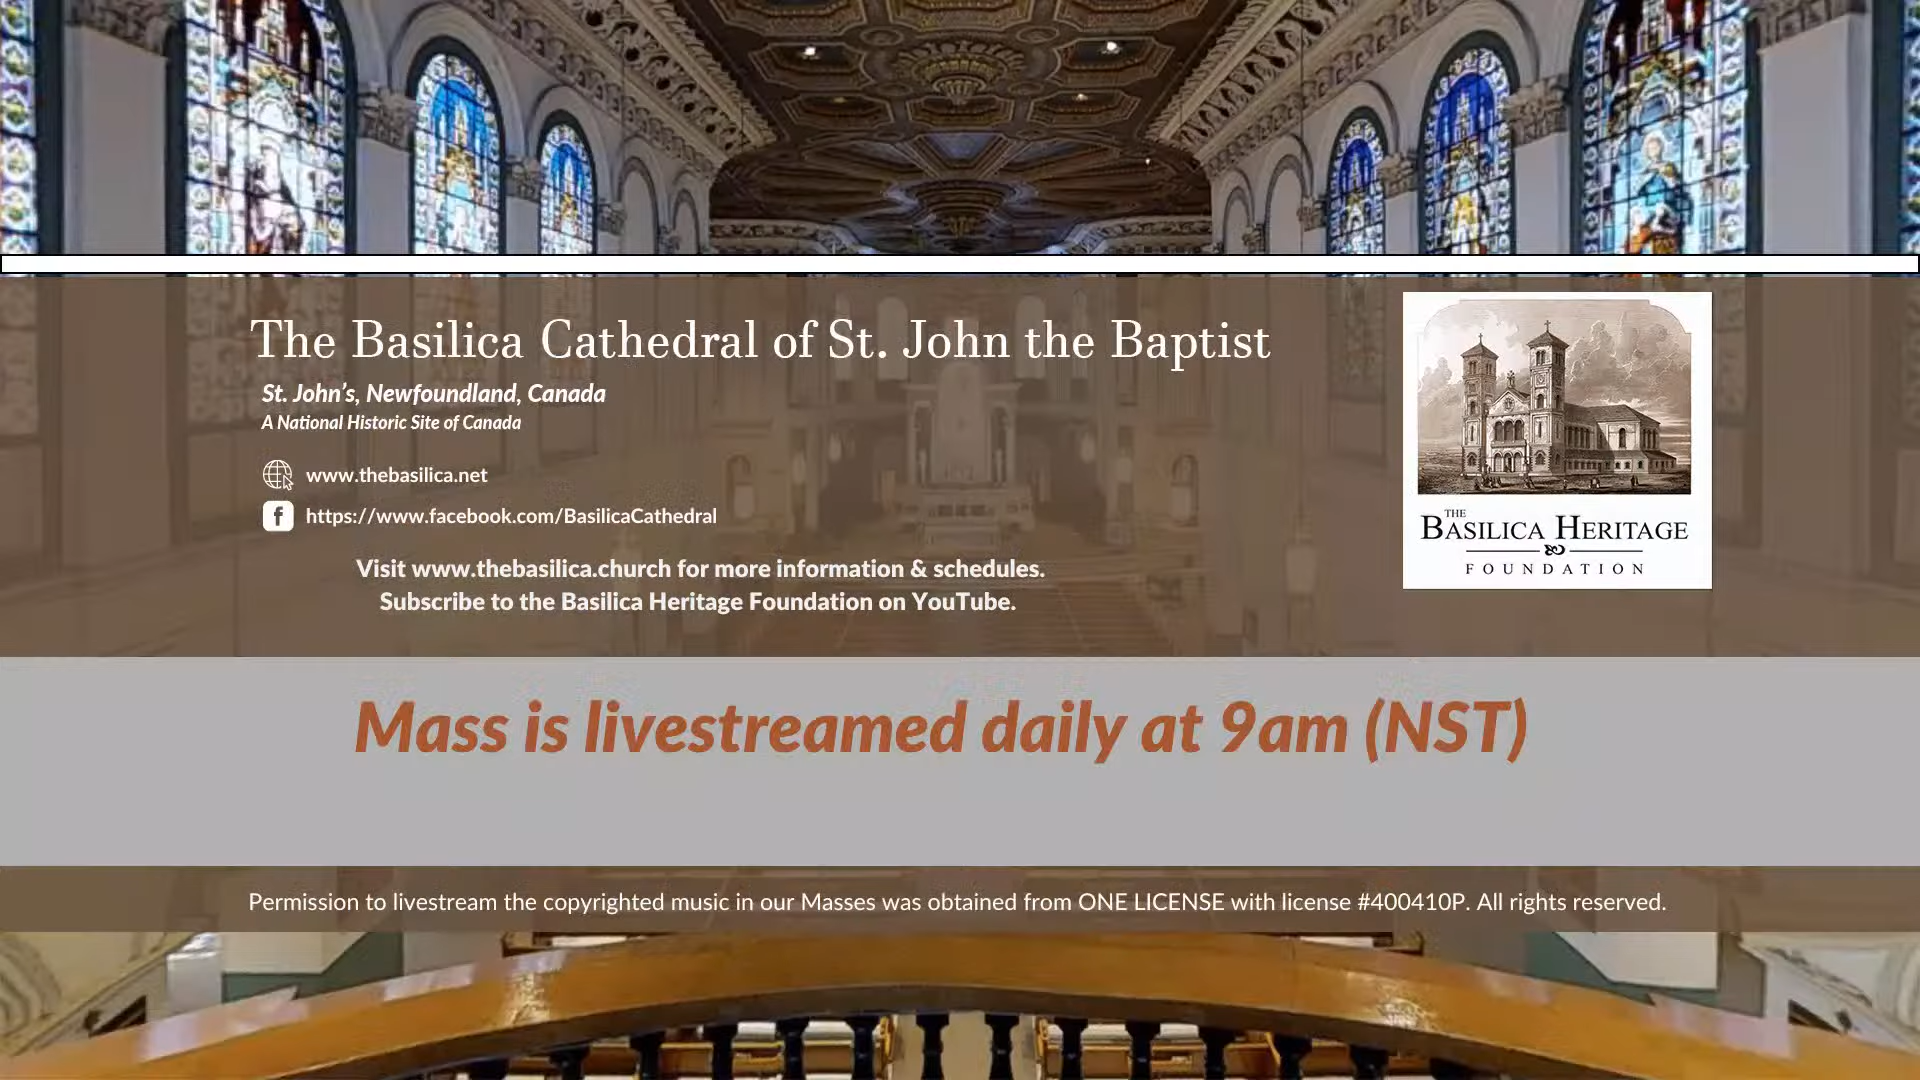 The Basilica Cathedral of St. John the Baptist
St. John’s, Newfoundland, Canada
A National Historic Site of Canada
www.thebasilica.net
https://www.facebook.com/BasilicaCathedral
Visit www.thebasilica.church for more information & schedules.
Subscribe to the Basilica Heritage Foundation on YouTube.
THE
BASILICA HERITAGE
FOUNDATION
Mass is livestreamed daily at 9am (NST)
Permission to livestream the copyrighted music in our Masses was obtained from ONE LICENSE with license #400410P. All rights reserved.